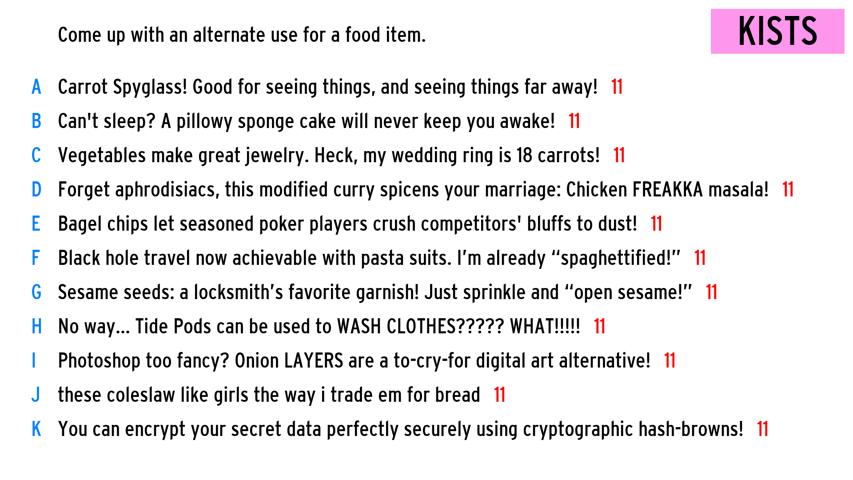 Come up with an alternate use for a food item.
KISTS
A Carrot Spyglass! Good for seeing things, and seeing things far away! 11
B Can't sleep? A pillowy sponge cake will never keep you awake! 11
C Vegetables make great jewelry. Heck, my wedding ring is 18 carrots! 11
D Forget aphrodisiacs, this modified curry spicens your marriage: Chicken FREAKKA masala! 11
E Bagel chips let seasoned poker players crush competitors' bluffs to dust! 11
F Black hole travel now achievable with pasta suits. I’m already “spaghettified!” 11
G Sesame seeds: a locksmith’s favorite garnish! Just sprinkle and “open sesame!” 11
H No way... Tide Pods can be used to WASH CLOTHES????? WHAT!!!!! 11
I Photoshop too fancy? Onion LAYERS are a to-cry-for digital art alternative! 11
J these coleslaw like girls the way i trade em for bread 11
K You can encrypt your secret data perfectly securely using cryptographic hash-browns! 11